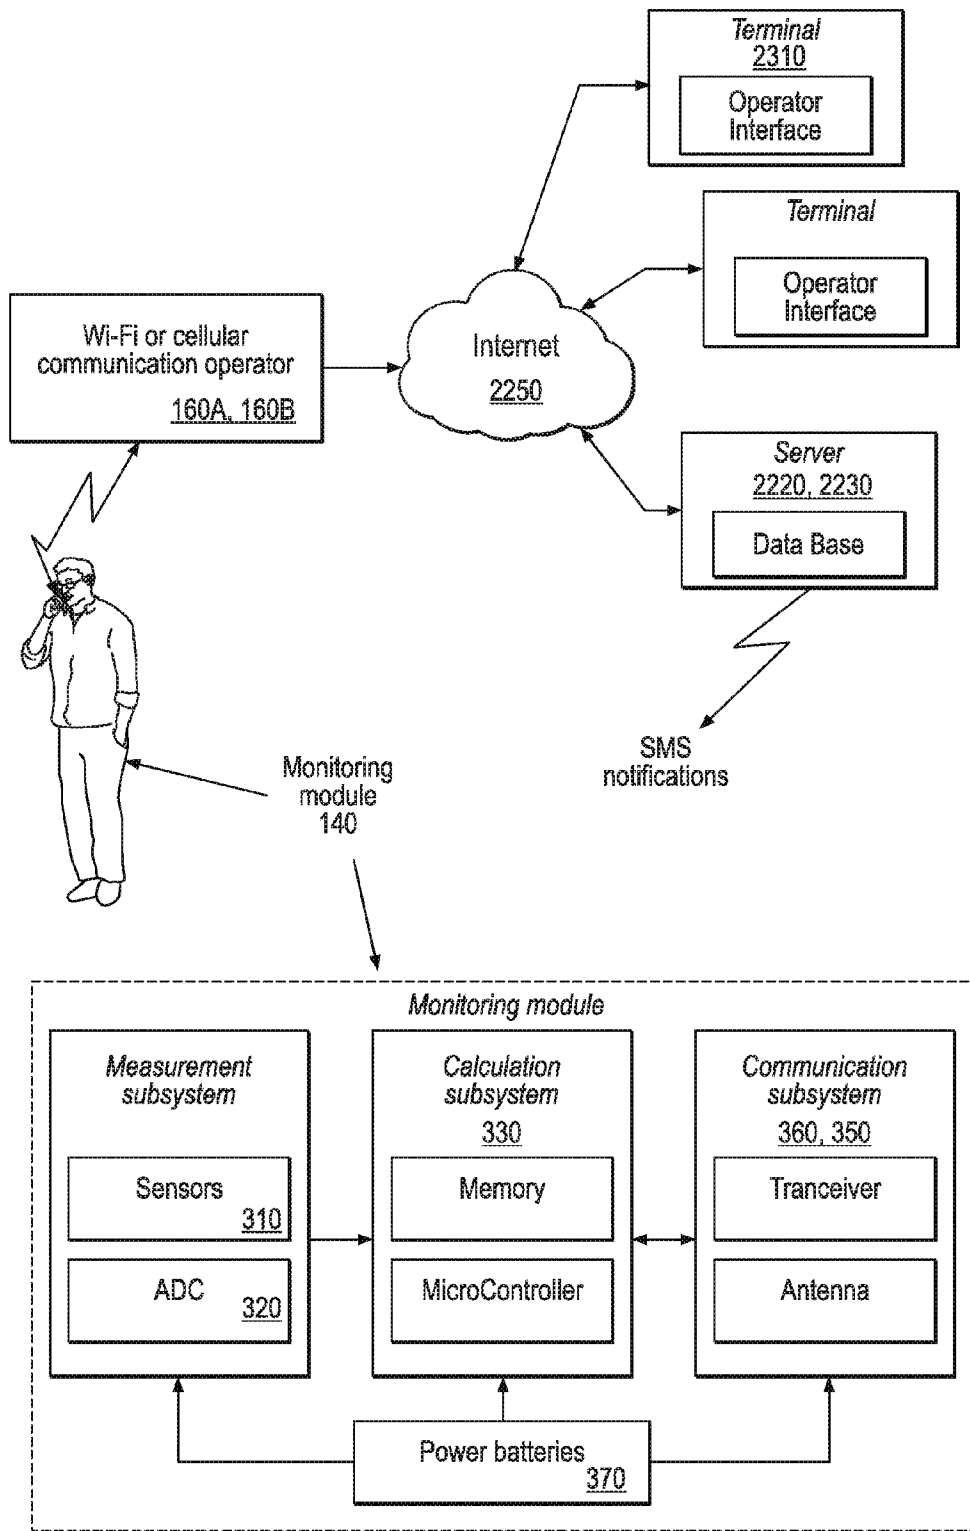 Terminal
2310
Operator
Interface
Terminal
Operator
Interface
Wi-Fi or cellular
communication operator
160A, 160B
Internet
2250
Server
2220, 2230
Data Base
SMS
notifications
Monitoring
module
140
Monitoring module
Measurement
subsystem
Sensors
310
ADC
320
Calculation
subsystem
330
Memory
MicroController
Communication
subsystem
360, 350
Tranceiver
Antenna
Power batteries
370